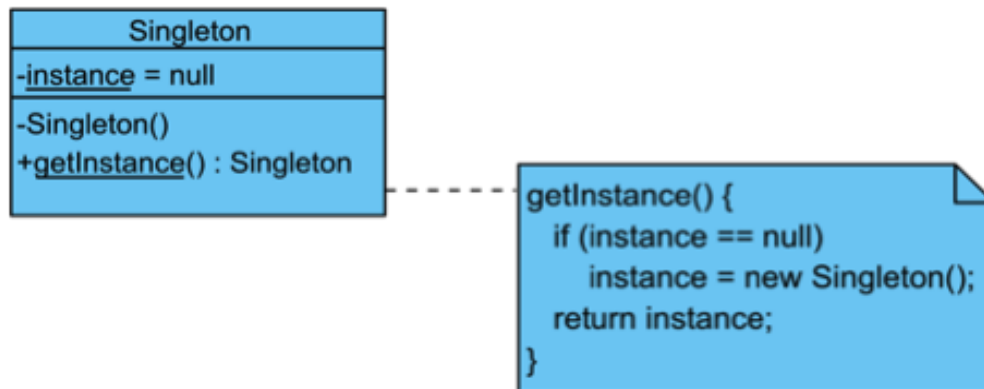 Singleton
-instance = null
-Singleton()
+getInstance() : Singleton
getInstance() {
if (instance == null)
instance = new Singleton();
return instance;
}